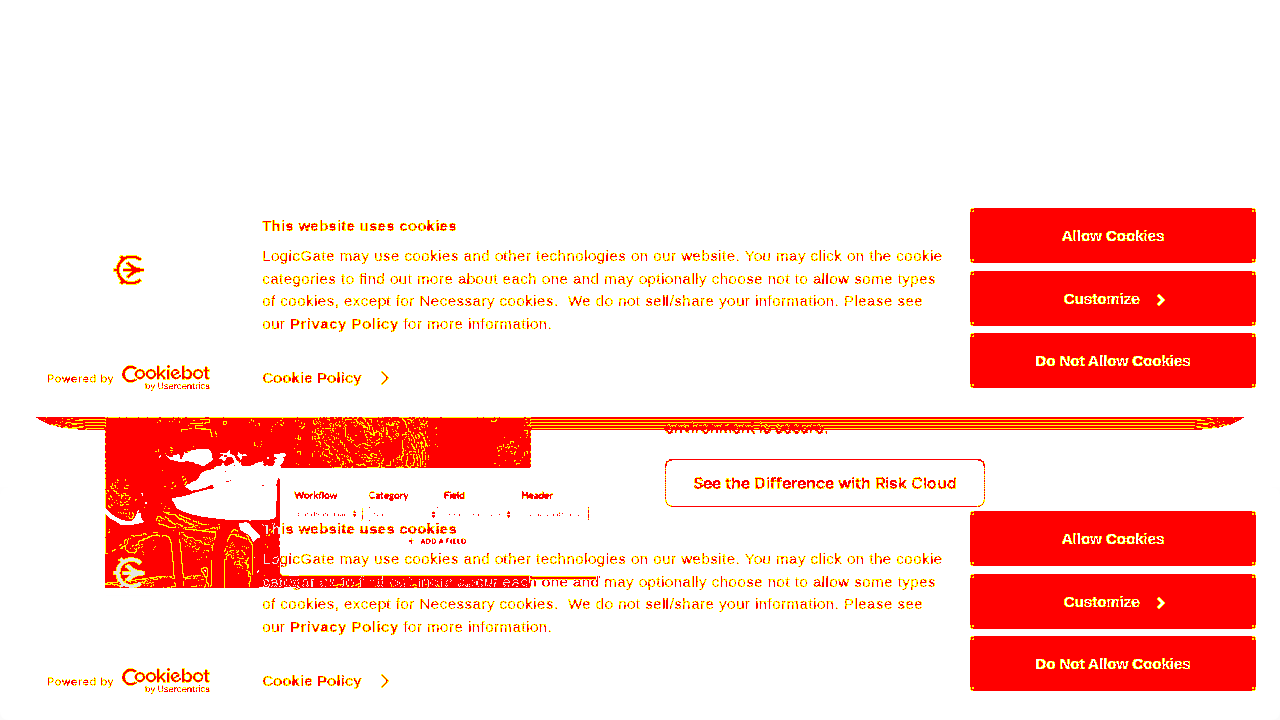 This website uses cookies
LogicGate may use cookies and other technologies on our website. You may click on the cookie
categories to find out more about each one and may optionally choose not to allow some types
of cookies, except for Necessary cookies.  We do not sell/share your information. Please see
our Privacy Policy for more information.
Allow Cookies
Customize
Do Not Allow Cookies
Powered by Cookiebot
by Usercentrics
Cookie Policy
environment is secure.
See the Difference with Risk Cloud
Workflow Category Field Header
+ ADD A FIELD
This website uses cookies
LogicGate may use cookies and other technologies on our website. You may click on the cookie
each one and may optionally choose not to allow some types
of cookies, except for Necessary cookies.  We do not sell/share your information. Please see
our Privacy Policy for more information.
Allow Cookies
Customize
Do Not Allow Cookies
Powered by Cookiebot
by Usercentrics
Cookie Policy